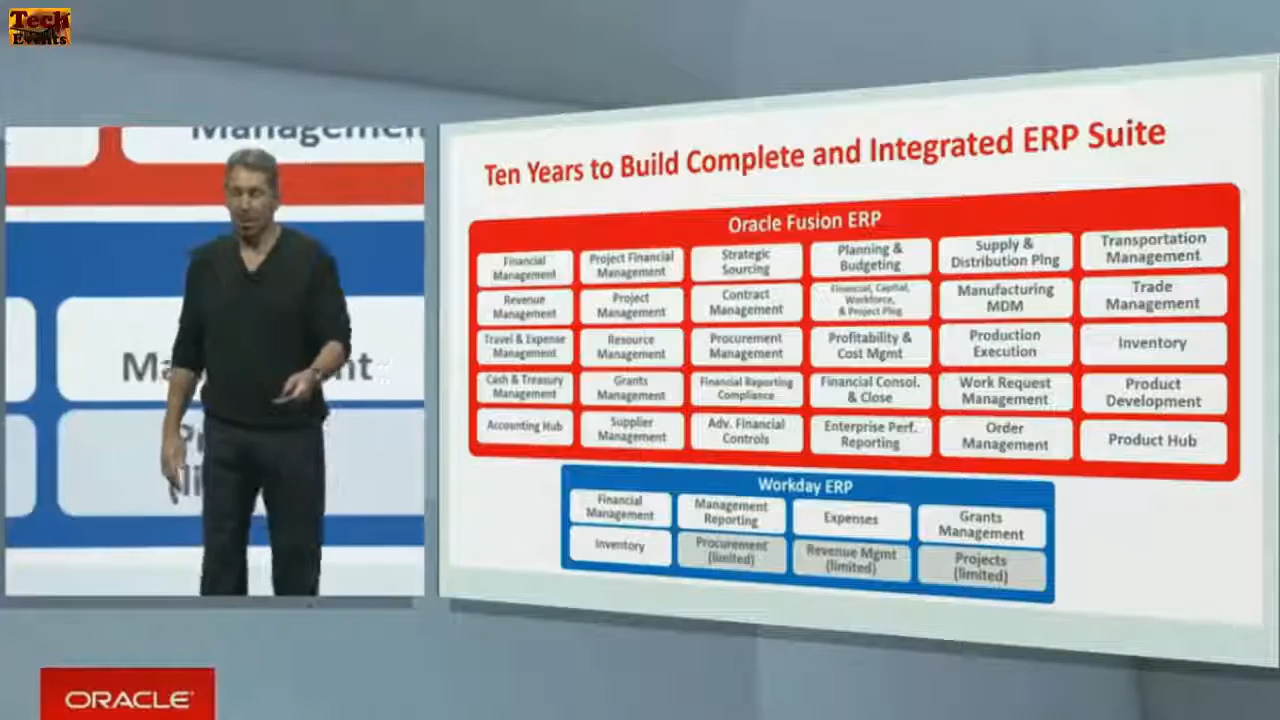 Tech
Events
Management
Management
Ten Years to Build Complete and Integrated ERP Suite
Oracle Fusion ERP
Financial
Management
Project Financial
Management
Strategic
Sourcing
Planning &
Budgeting
Supply &
Distribution Plng
Transportation
Management
Revenue
Management
Project
Management
Contract
Management
Financial, Capital,
Workforce,
& Project Plng
Manufacturing
MDM
Trade
Management
Travel & Expense
Management
Resource
Management
Procurement
Management
Profitability &
Cost Mgmt
Production
Execution
Inventory
Cash & Treasury
Management
Grants
Management
Financial Reporting
Compliance
Financial Consol.
& Close
Work Request
Management
Product
Development
Accounting Hub
Supplier
Management
Adv. Financial
Controls
Enterprise Perf.
Reporting
Order
Management
Product Hub
Workday ERP
Financial
Management
Management
Reporting
Expenses
Grants
Management
Inventory
Procurement
(limited)
Revenue Mgmt
(limited)
Projects
(limited)
ORACLE